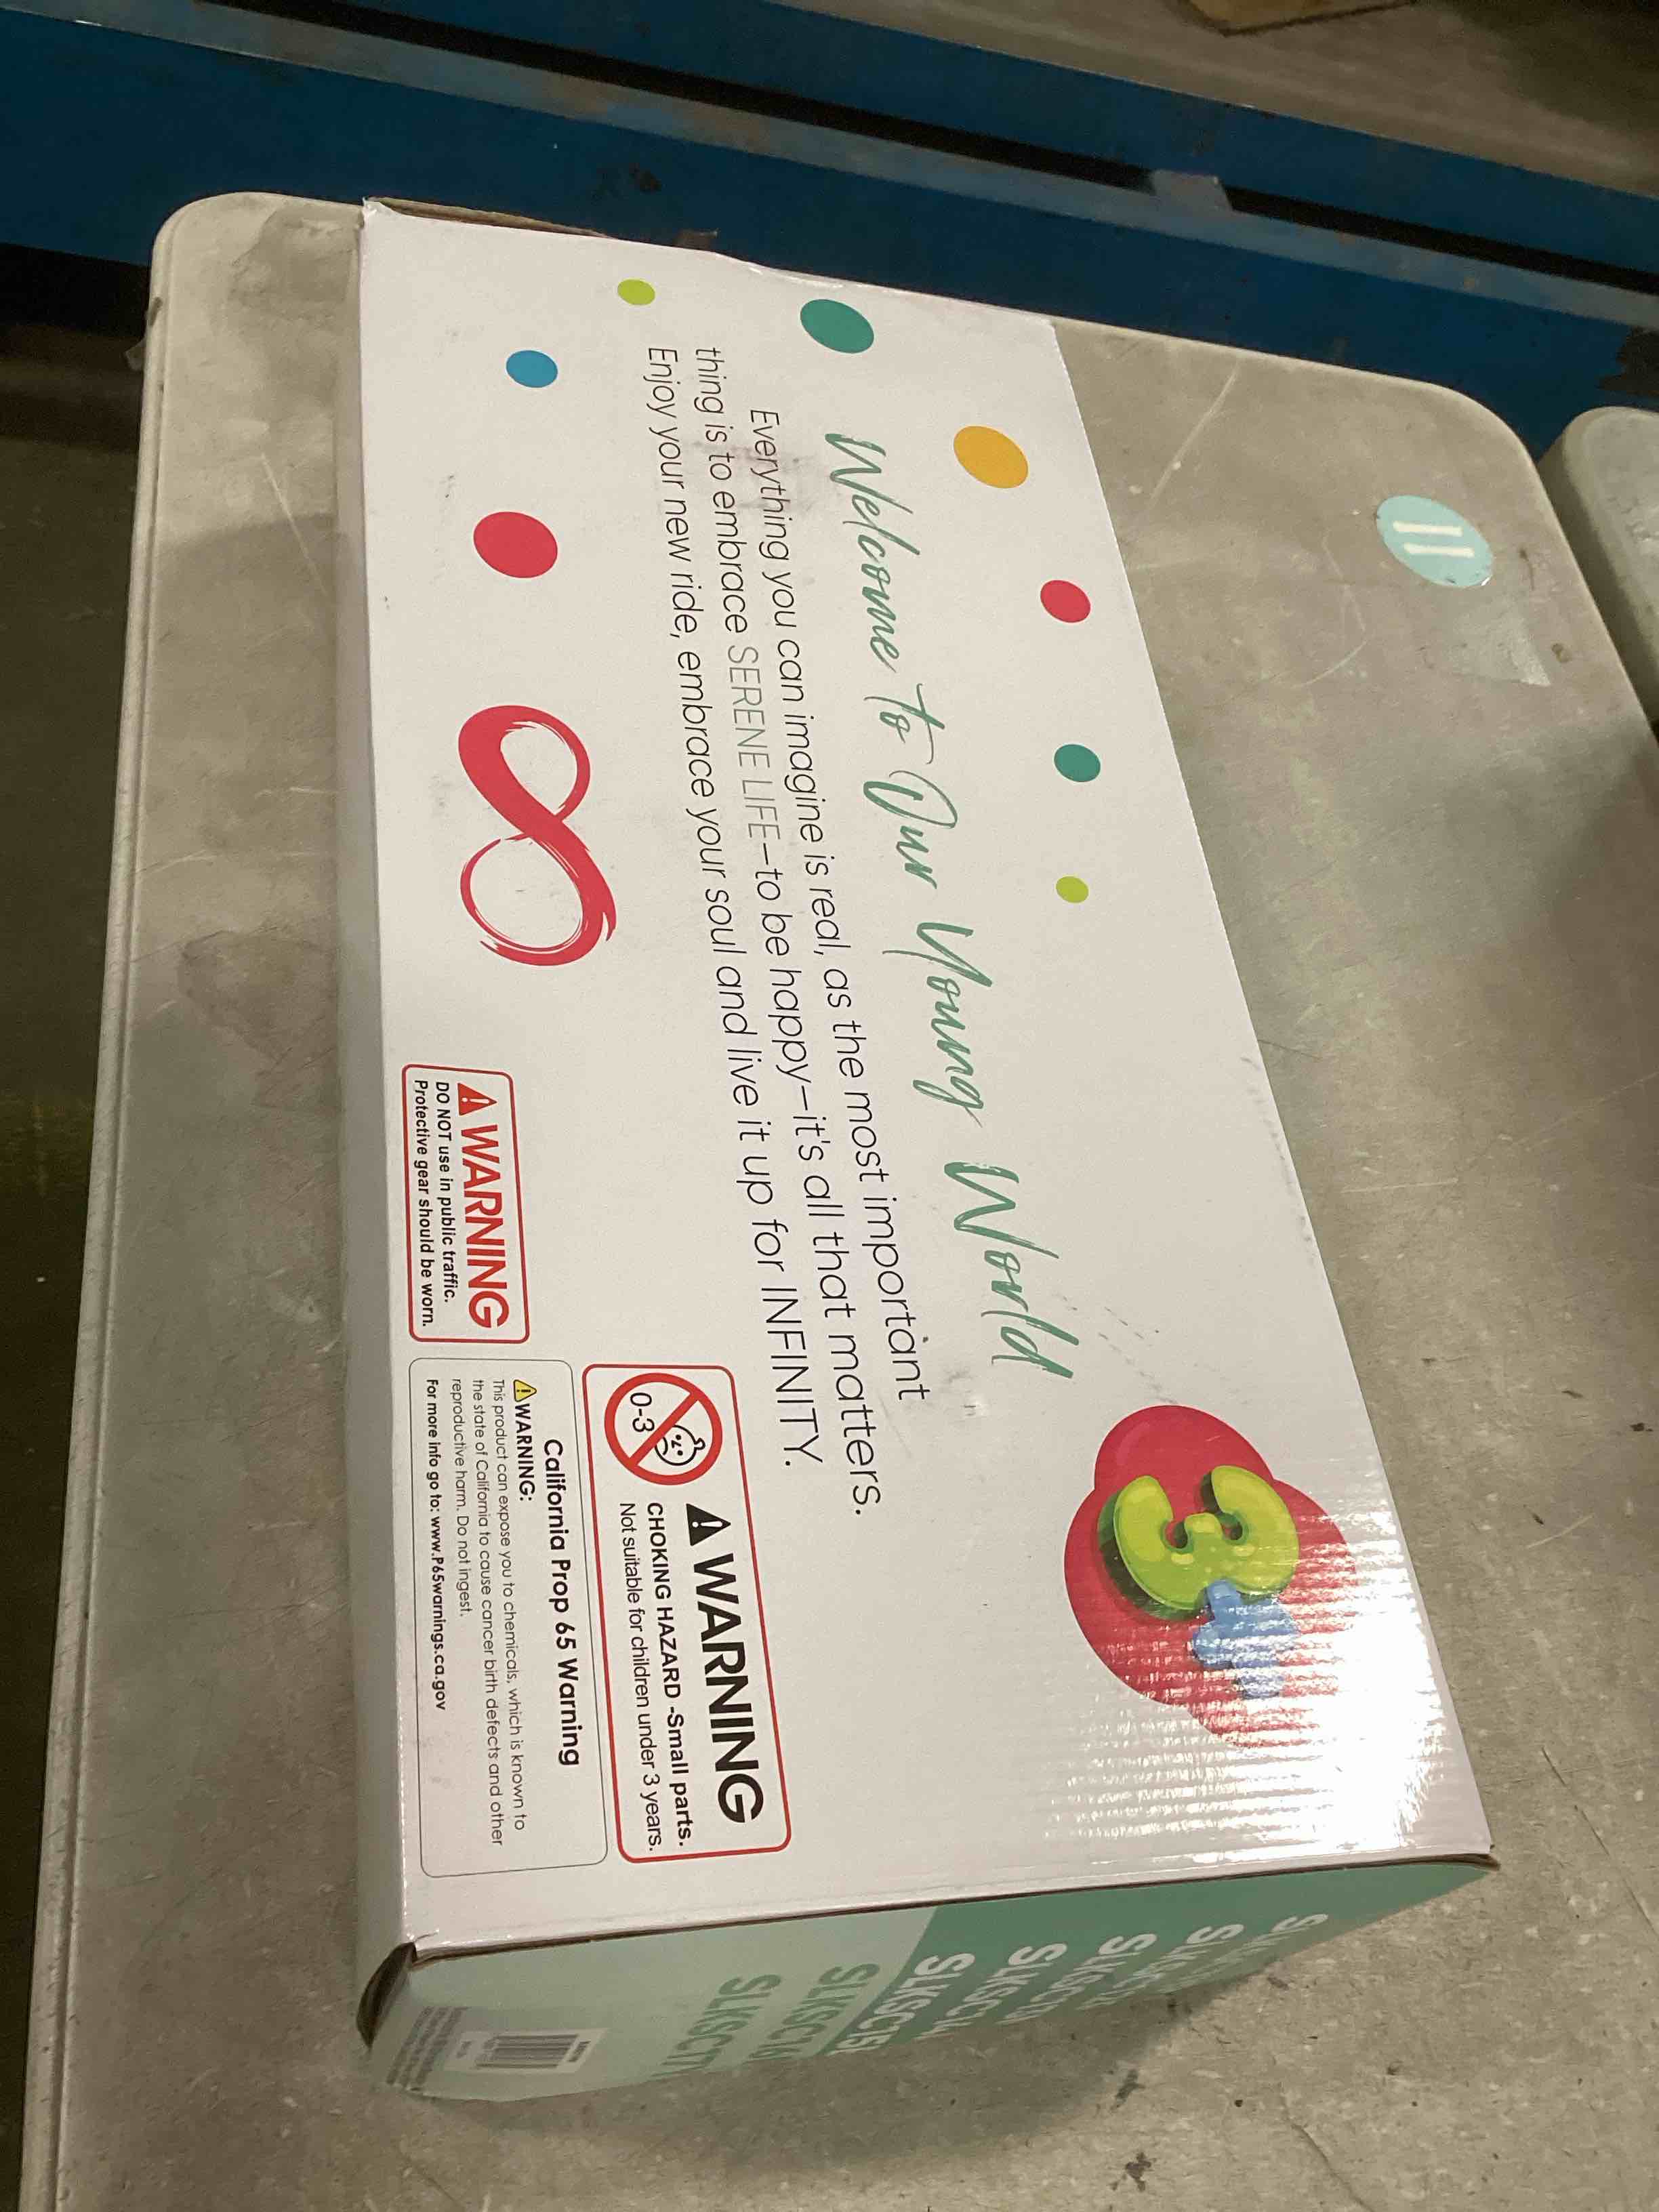 Welcome to Our Young World
Everything you can imagine is real, as the most important
thing is to embrace SERENE LIFE—to be happy—it's all that matters.
Enjoy your new ride, embrace your soul and live it up for INFINITY.
3+
WARNING
DO NOT use in public traffic.
Protective gear should be worn.
0-3
WARNING
CHOKING HAZARD -Small parts.
Not suitable for children under 3 years.
California Prop 65 Warning
WARNING:
This product can expose you to chemicals, which is known to
the state of California to cause cancer birth defects and other
reproductive harm. Do not ingest.
For more info go to: www.P65warnings.ca.gov
11